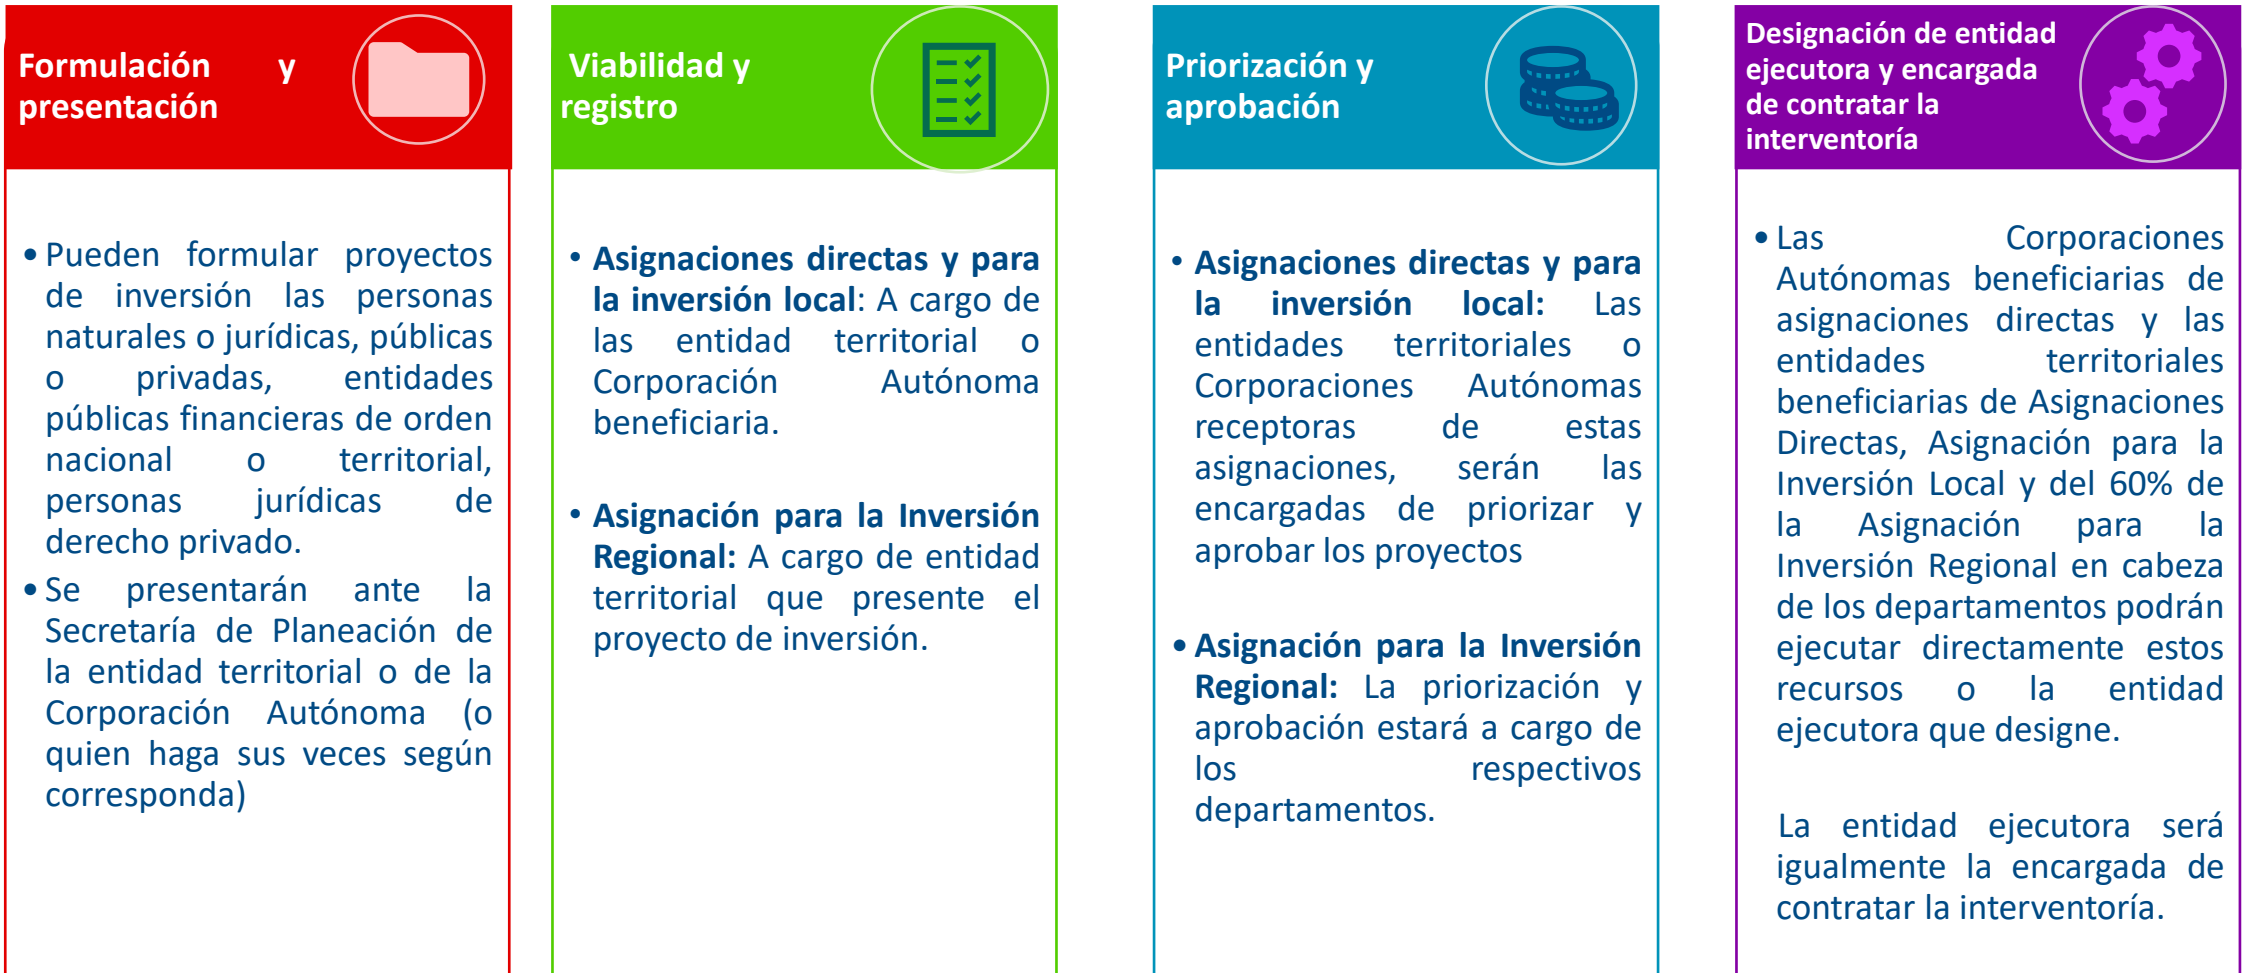 Formulación y
presentación
• Pueden formular proyectos
de inversión las personas
naturales o jurídicas, públicas
o privadas, entidades
públicas financieras de orden
nacional o territorial,
personas jurídicas de
derecho privado.
• Se presentarán ante la
Secretaría de Planeación de
la entidad territorial o de la
Corporación Autónoma (o
quien haga sus veces según
corresponda)
Viabilidad y
registro
• Asignaciones directas y para
la inversión local: A cargo de
las entidad territorial o
Corporación Autónoma
beneficiaria.
• Asignación para la Inversión
Regional: A cargo de entidad
territorial que presente el
proyecto de inversión.
Priorización y
aprobación
• Asignaciones directas y para
la inversión local: Las
entidades territoriales o
Corporaciones Autónomas
receptoras de estas
asignaciones, serán las
encargadas de priorizar y
aprobar los proyectos
• Asignación para la Inversión
Regional: La priorización y
aprobación estará a cargo de
los respectivos
departamentos.
Designación de entidad
ejecutora y encargada
de contratar la
interventoría
• Las Corporaciones
Autónomas beneficiarias de
asignaciones directas y las
entidades territoriales
beneficiarias de Asignaciones
Directas, Asignación para la
Inversión Local y del 60% de
la Asignación para la
Inversión Regional en cabeza
de los departamentos podrán
ejecutar directamente estos
recursos o la entidad
ejecutora que designe.
La entidad ejecutora será
igualmente la encargada de
contratar la interventoría.